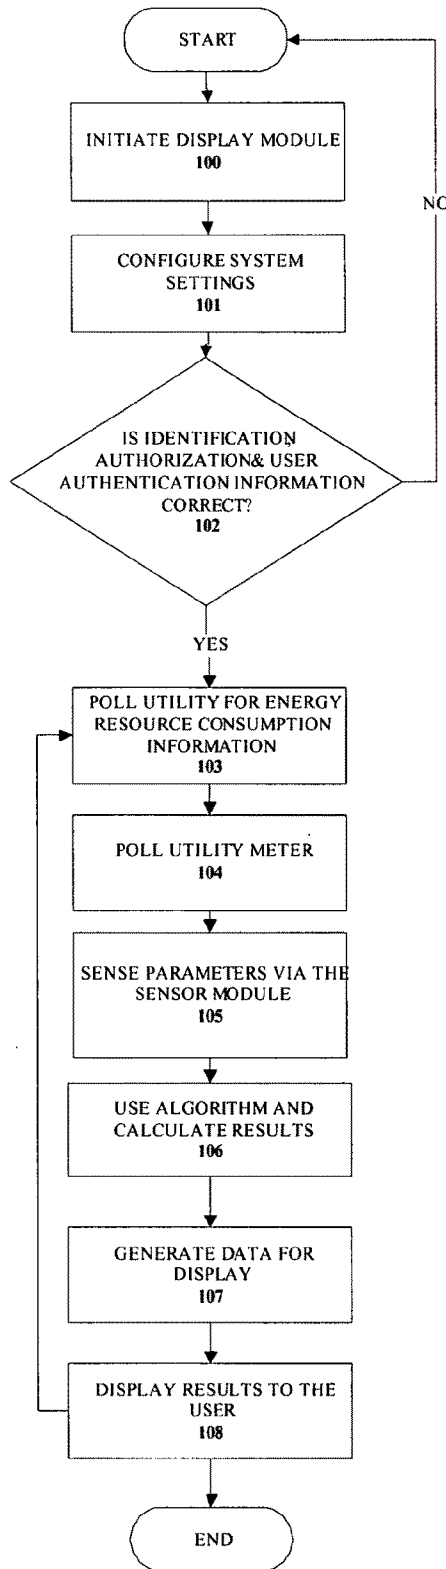 START
INITIATE DISPLAY MODULE
100
NO
CONFIGURE SYSTEM
SETTINGS
101
IS IDENTIFICATION
AUTHORIZATION& USER
AUTHENTICATION INFORMATION
CORRECT?
102
YES
POLL UTILITY FOR ENERGY
RESOURCE CONSUMPTION
INFORMATION
103
POLL UTILITY METER
104
SENSE PARAMETERS VIA THE
SENSOR MODULE
105
USE ALGORITHM AND
CALCULATE RESULTS
106
GENERATE DATA FOR
DISPLAY
107
DISPLAY RESULTS TO THE
USER
108
END